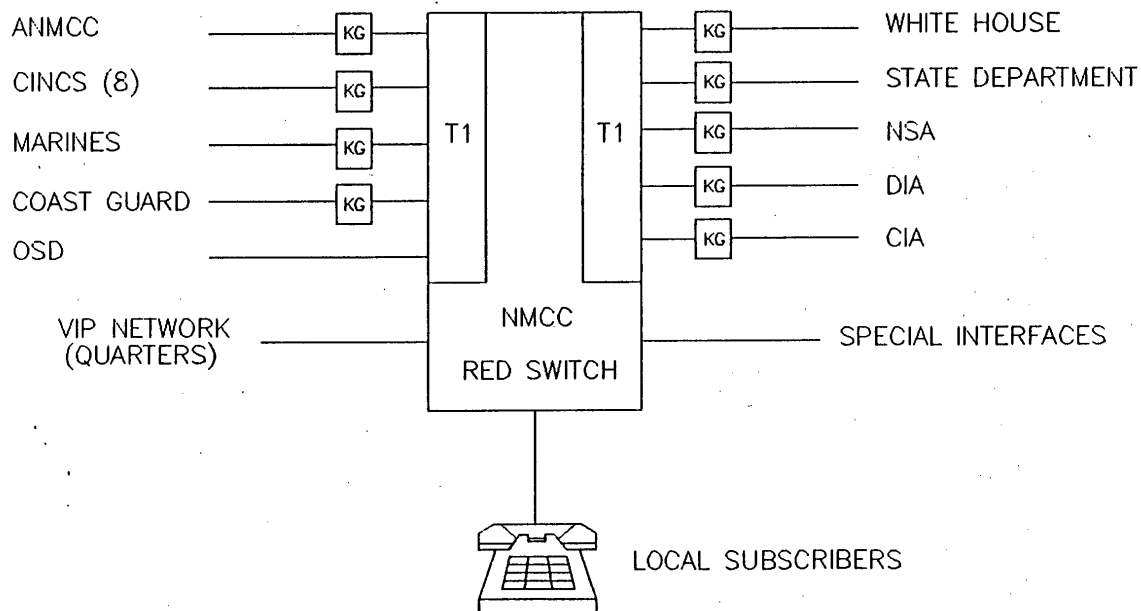 ANMCC
KG
CINCS (8)
KG
MARINES
KG
COAST GUARD
KG
OSD
T1
T1
KG
WHITE HOUSE
KG
STATE DEPARTMENT
KG
NSA
KG
DIA
KG
CIA
VIP NETWORK
(QUARTERS)
NMCC
RED SWITCH
SPECIAL INTERFACES
LOCAL SUBSCRIBERS